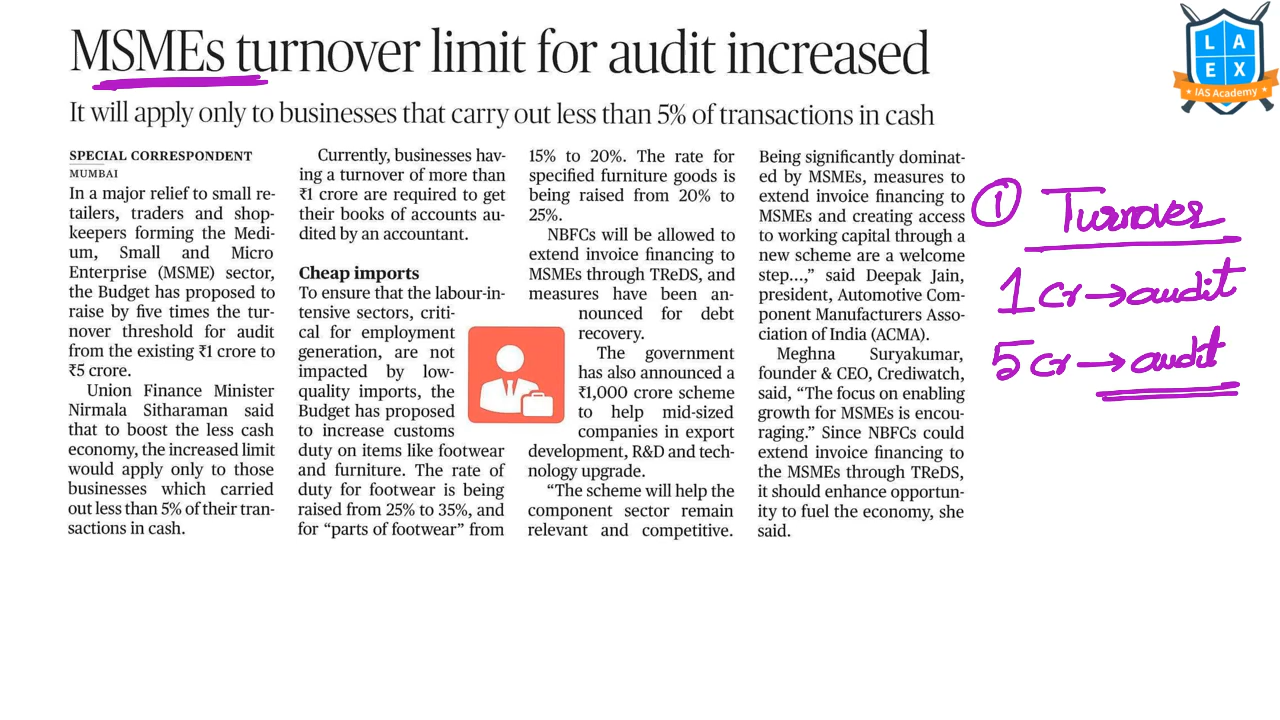 MSMEs turnover limit for audit increased
It will apply only to businesses that carry out less than 5% of transactions in cash
SPECIAL CORRESPONDENT
MUMBAI
In a major relief to small re-
tailers, traders and shop-
keepers forming the Medi-
um, Small and Micro
Enterprise (MSME) sector,
the Budget has proposed to
raise by five times the tur-
nover threshold for audit
from the existing ₹1 crore to
₹5 crore.
Union Finance Minister
Nirmala Sitharaman said
that to boost the less cash
economy, the increased limit
would apply only to those
businesses which carried
out less than 5% of their tran-
sactions in cash.
Currently, businesses hav-
ing a turnover of more than
₹1 crore are required to get
their books of accounts au-
dited by an accountant.
Cheap imports
To ensure that the labour-in-
tensive sectors, criti-
cal for employment
generation, are not
impacted by low-
quality imports, the
Budget has proposed
to increase customs
duty on items like footwear
and furniture. The rate of
duty for footwear is being
raised from 25% to 35%, and
for “parts of footwear” from
15% to 20%. The rate for
specified furniture goods is
being raised from 20% to
25%.
NBFCs will be allowed to
extend invoice financing to
MSMEs through TReDS, and
measures have been an-
nounced for debt
recovery.
The government
has also announced a
₹1,000 crore scheme
to help mid-sized
companies in export
development, R&D and tech-
nology upgrade.
“The scheme will help the
component sector remain
relevant and competitive.
Being significantly dominat-
ed by MSMEs, measures to
extend invoice financing to
MSMEs and creating access
to working capital through a
new scheme are a welcome
step...,” said Deepak Jain,
president, Automotive Com-
ponent Manufacturers Asso-
ciation of India (ACMA).
Meghna Suryakumar,
founder & CEO, Crediwatch,
said, “The focus on enabling
growth for MSMEs is encou-
raging.” Since NBFCs could
extend invoice financing to
the MSMEs through TReDS,
it should enhance opportun-
ity to fuel the economy, she
said.
① Turnover
1 Cr → audit
5 Cr → audit
L A
E X
IAS Academy